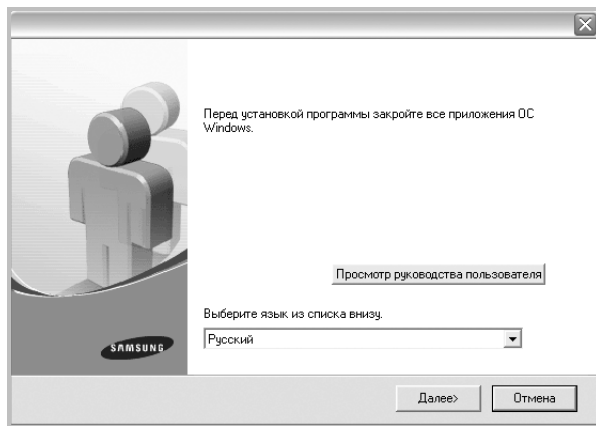 Перед установкой программы закройте все приложения ОС
Windows.
Просмотр руководства пользователя
Выберите язык из списка внизу.
Русский
SAMSUNG
Далее>
Отмена